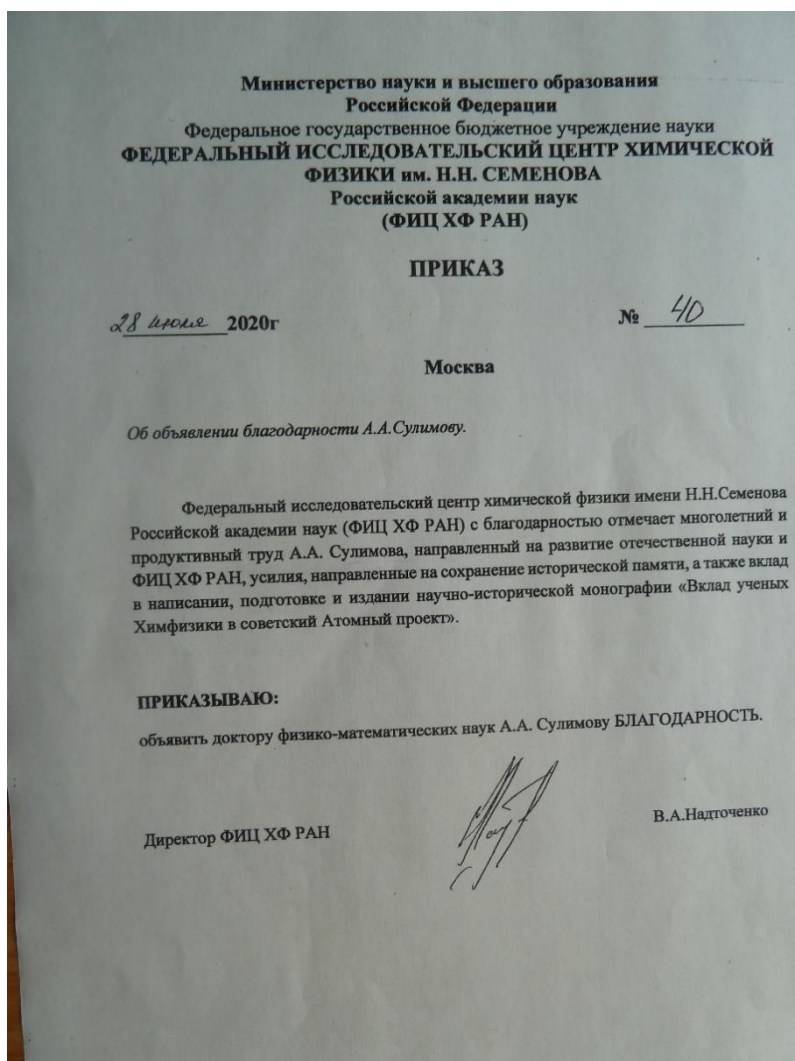 Министерство науки и высшего образования
Российской Федерации
Федеральное государственное бюджетное учреждение науки
ФЕДЕРАЛЬНЫЙ ИССЛЕДОВАТЕЛЬСКИЙ ЦЕНТР ХИМИЧЕСКОЙ
ФИЗИКИ им. Н.Н. СЕМЕНОВА
Российской академии наук
(ФИЦ ХФ РАН)
ПРИКАЗ
28 июля 2020г № 40
Москва
Об объявлении благодарности А.А.Сулимову.
Федеральный исследовательский центр химической физики имени Н.Н.Семенова
Российской академии наук (ФИЦ ХФ РАН) с благодарностью отмечает многолетний и
продуктивный труд А.А. Сулимова, направленный на развитие отечественной науки и
ФИЦ ХФ РАН, усилия, направленные на сохранение исторической памяти, а также вклад
в написании, подготовке и издании научно-исторической монографии «Вклад ученых
Химфизики в советский Атомный проект».
ПРИКАЗЫВАЮ:
объявить доктору физико-математических наук А.А. Сулимову БЛАГОДАРНОСТЬ.
Директор ФИЦ ХФ РАН В.А.Надточенко